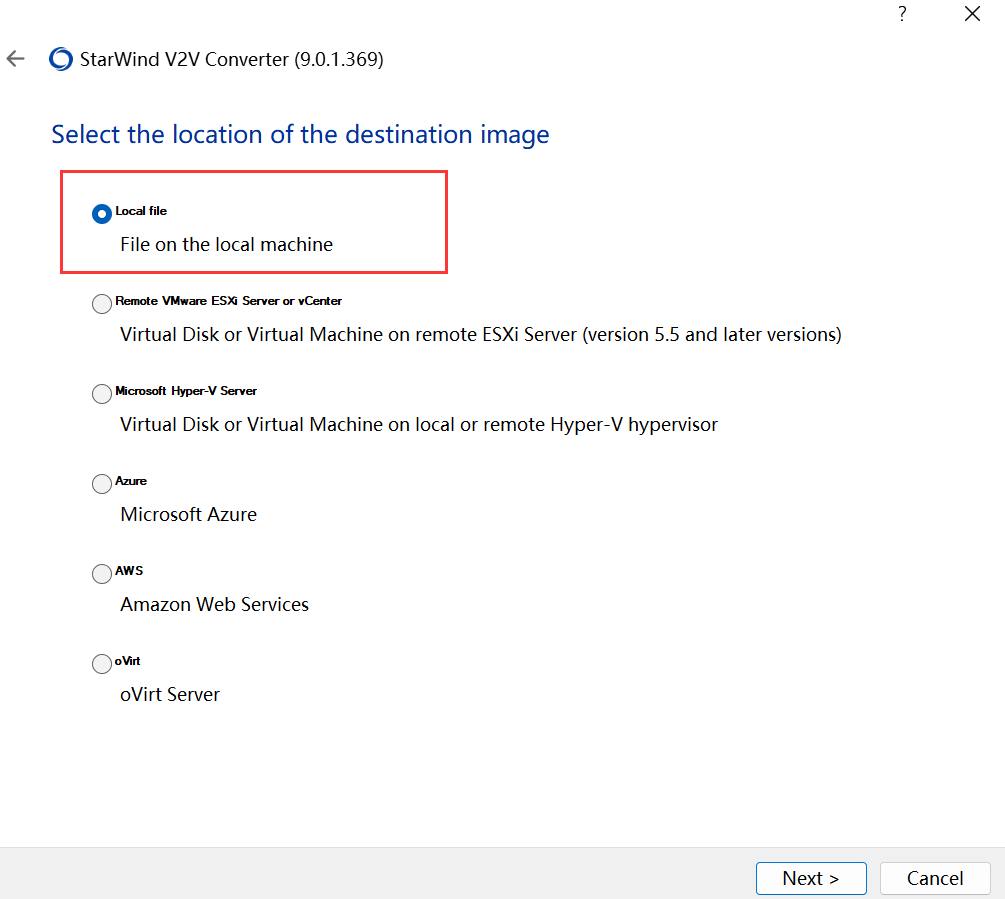 ?
StarWind V2V Converter (9.0.1.369)
Select the location of the destination image
Local file
File on the local machine
Remote VMware ESXi Server or vCenter
Virtual Disk or Virtual Machine on remote ESXi Server (version 5.5 and later versions)
Microsoft Hyper-V Server
Virtual Disk or Virtual Machine on local or remote Hyper-V hypervisor
Azure
Microsoft Azure
AWS
Amazon Web Services
oVirt
oVirt Server
Next > Cancel